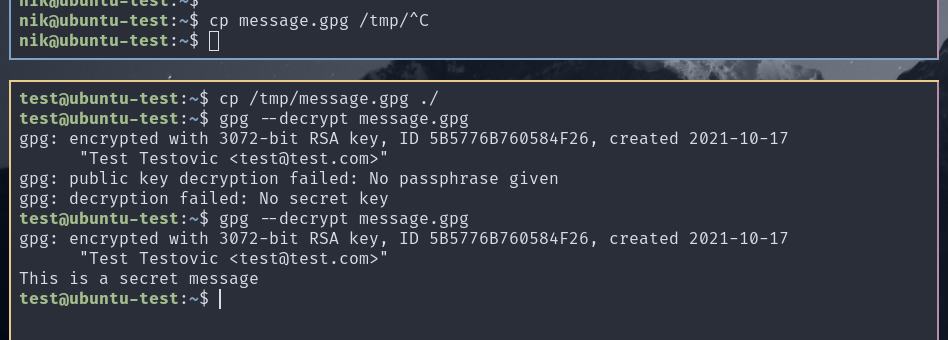 nik@ubuntu-test:~$
nik@ubuntu-test:~$ cp message.gpg /tmp/^C
nik@ubuntu-test:~$
test@ubuntu-test:~$ cp /tmp/message.gpg ./
test@ubuntu-test:~$ gpg --decrypt message.gpg
gpg: encrypted with 3072-bit RSA key, ID 5B5776B760584F26, created 2021-10-17
      "Test Testovic <test@test.com>"
gpg: public key decryption failed: No passphrase given
gpg: decryption failed: No secret key
test@ubuntu-test:~$ gpg --decrypt message.gpg
gpg: encrypted with 3072-bit RSA key, ID 5B5776B760584F26, created 2021-10-17
      "Test Testovic <test@test.com>"
This is a secret message
test@ubuntu-test:~$